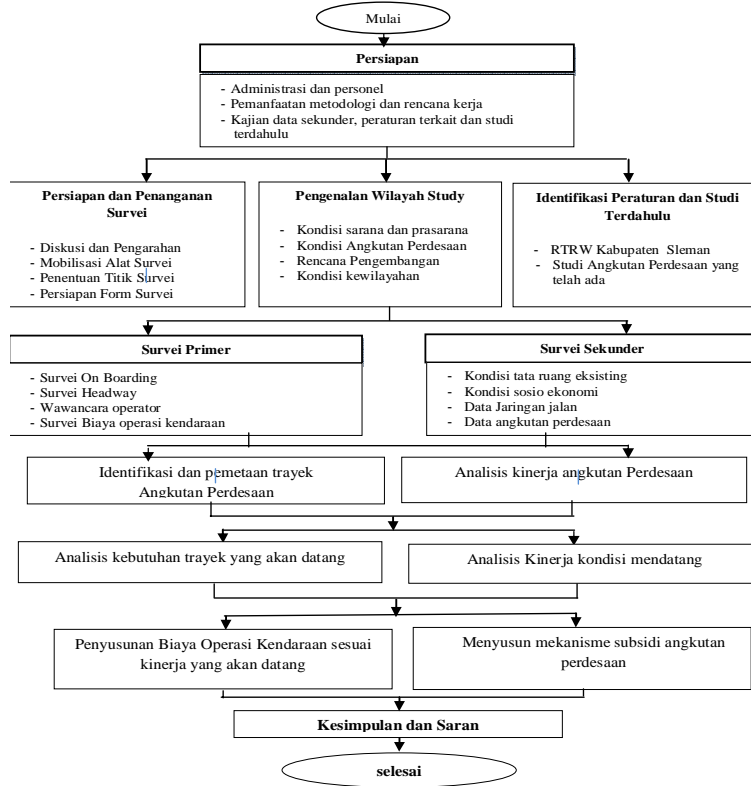 Mulai
Persiapan
- Administrasi dan personel
- Pemanfaatan metodologi dan rencana kerja
- Kajian data sekunder, peraturan terkait dan studi
terdahulu
Persiapan dan Penanganan
Survei
- Diskusi dan Pengarahan
- Mobilisasi Alat Survei
- Penentuan Titik Survei
- Persiapan Form Survei
Pengenalan Wilayah Study
- Kondisi sarana dan prasarana
- Kondisi Angkutan Perdesaan
- Rencana Pengembangan
- Kondisi kewilayahan
Identifikasi Peraturan dan Studi
Terdahulu
- RTRW Kabupaten Sleman
- Studi Angkutan Perdesaan yang
telah ada
Survei Primer
- Survei On Boarding
- Survei Headway
- Wawancara operator
- Survei Biaya operasi kendaraan
Survei Sekunder
- Kondisi tata ruang eksisting
- Kondisi sosio ekonomi
- Data Jaringan jalan
- Data angkutan perdesaan
Identifikasi dan pemetaan trayek
Angkutan Perdesaan
Analisis kinerja angkutan Perdesaan
Analisis kebutuhan trayek yang akan datang
Analisis Kinerja kondisi mendatang
Penyusunan Biaya Operasi Kendaraan sesuai
kinerja yang akan datang
Menyusun mekanisme subsidi angkutan
perdesaan
Kesimpulan dan Saran
selesai